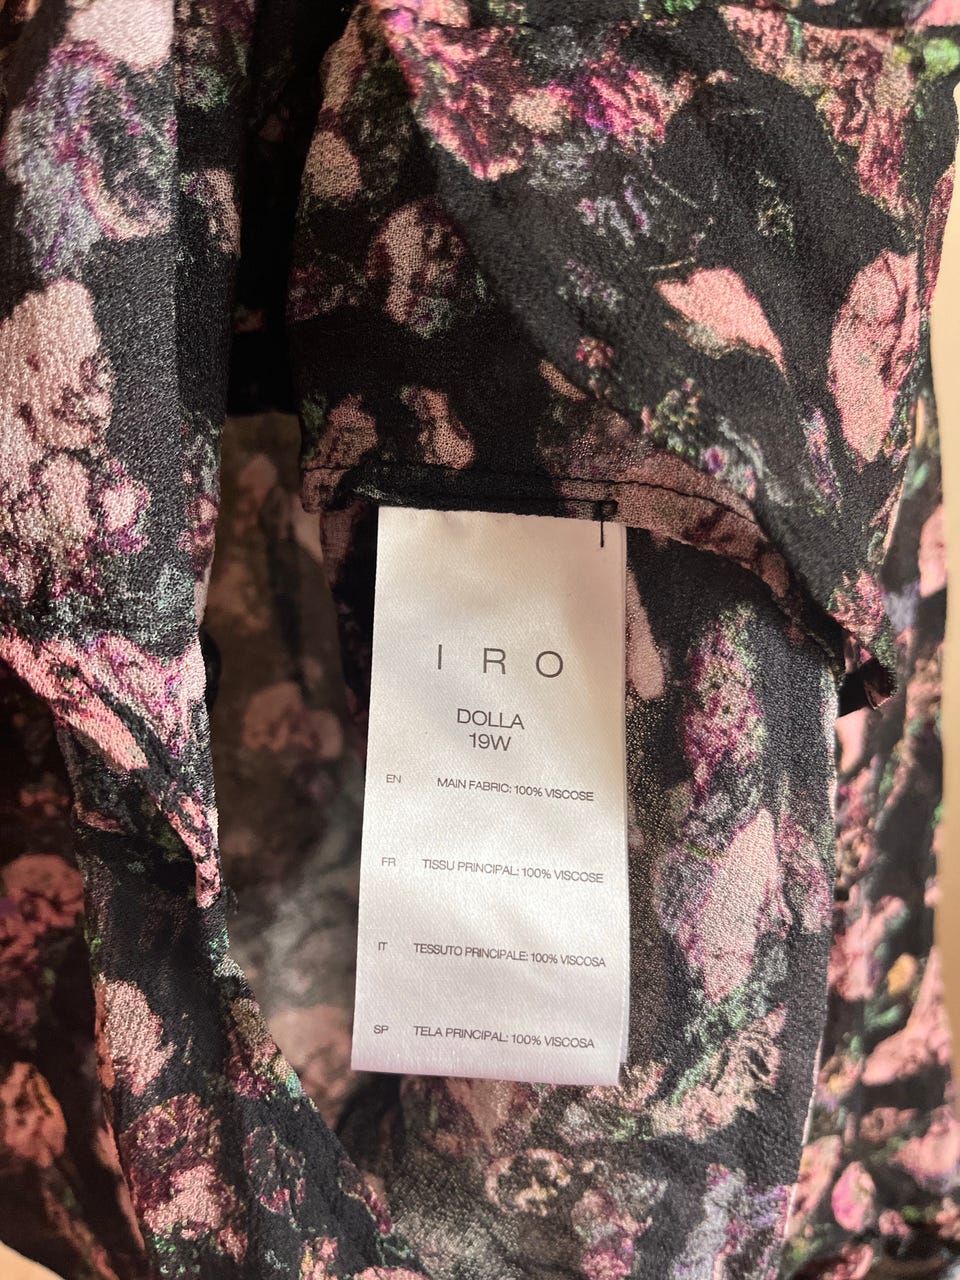 I R O
DOLLA
19W
EN MAIN FABRIC: 100% VISCOSE
FR TISSU PRINCIPAL: 100% VISCOSE
IT TESSUTO PRINCIPALE: 100% VISCOSA
SP TELA PRINCIPAL: 100% VISCOSA